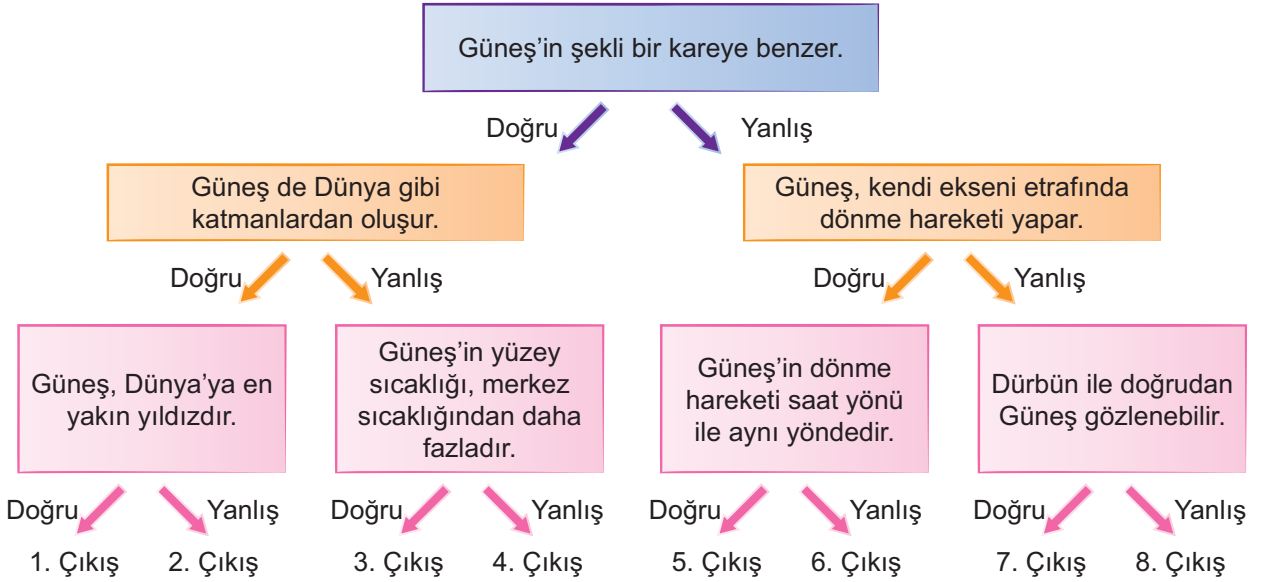 Güneş’in şekli bir kareye benzer.
Doğru
Yanlış
Güneş de Dünya gibi
katmanlardan oluşur.
Güneş, kendi ekseni etrafında
dönme hareketi yapar.
Doğru
Yanlış
Doğru
Yanlış
Güneş, Dünya’ya en
yakın yıldızdır.
Güneş’in yüzey
sıcaklığı, merkez
sıcaklığından daha
fazladır.
Güneş’in dönme
hareketi saat yönü
ile aynı yöndedir.
Dürbün ile doğrudan
Güneş gözlenebilir.
Doğru
Yanlış
Doğru
Yanlış
Doğru
Yanlış
Doğru
Yanlış
1. Çıkış
2. Çıkış
3. Çıkış
4. Çıkış
5. Çıkış
6. Çıkış
7. Çıkış
8. Çıkış